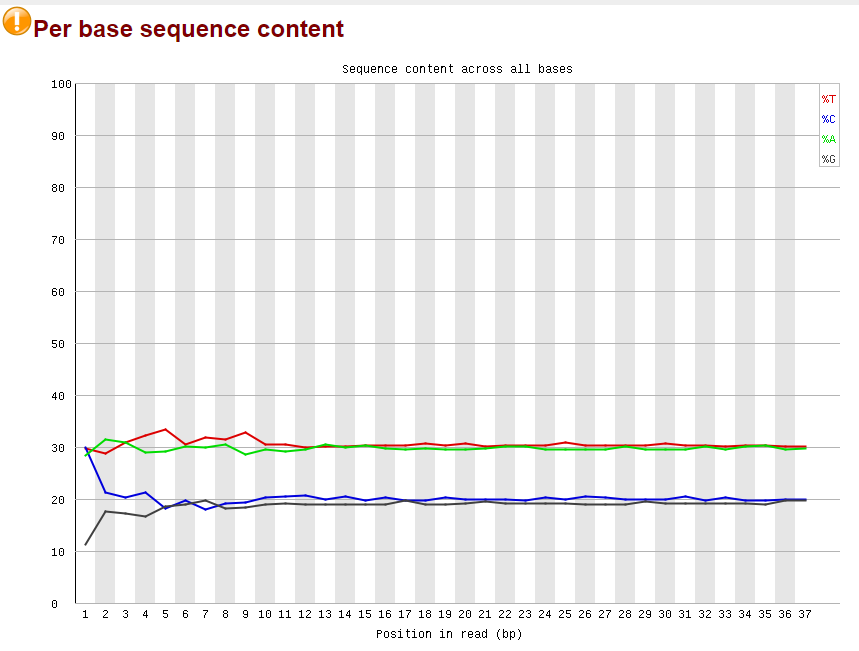 Per base sequence content
Sequence content across all bases
100
90
80
70
60
50
40
30
20
10
0
%T
%C
%A
%G
1 2 3 4 5 6 7 8 9 10 11 12 13 14 15 16 17 18 19 20 21 22 23 24 25 26 27 28 29 30 31 32 33 34 35 36 37
Position in read (bp)